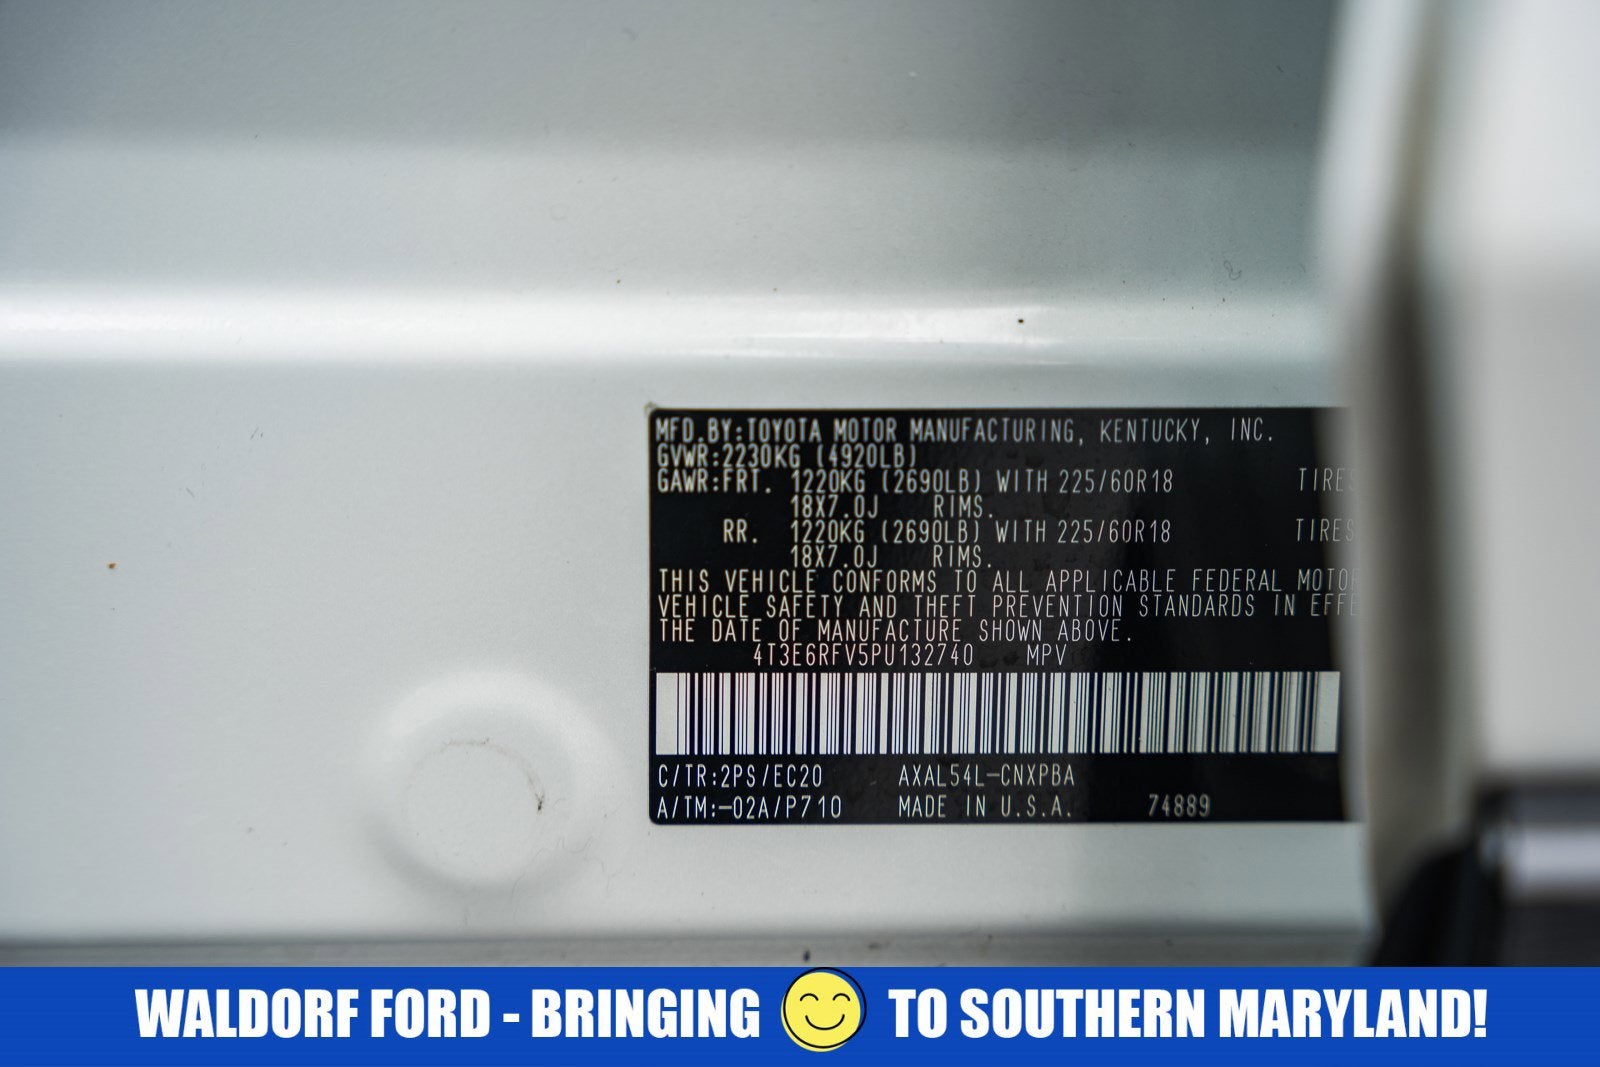 MFD.BY:TOYOTA MOTOR MANUFACTURING, KENTUCKY, INC.
GVWR:2230KG (4920LB)
GAWR:FRT. 1220KG (2690LB) WITH 225/60R18 TIRES
18X7.0J RIMS.
RR. 1220KG (2690LB) WITH 225/60R18 TIRES
18X7.0J RIMS.
THIS VEHICLE CONFORMS TO ALL APPLICABLE FEDERAL MOTOR
VEHICLE SAFETY AND THEFT PREVENTION STANDARDS IN EFFE
THE DATE OF MANUFACTURE SHOWN ABOVE.
4T3E6RFV5PU132740 MPV
C/TR:2PS/EC20 AXAL54L-CNXPBA
A/TM:-02A/P710 MADE IN U.S.A. 74889
WALDORF FORD - BRINGING TO SOUTHERN MARYLAND!